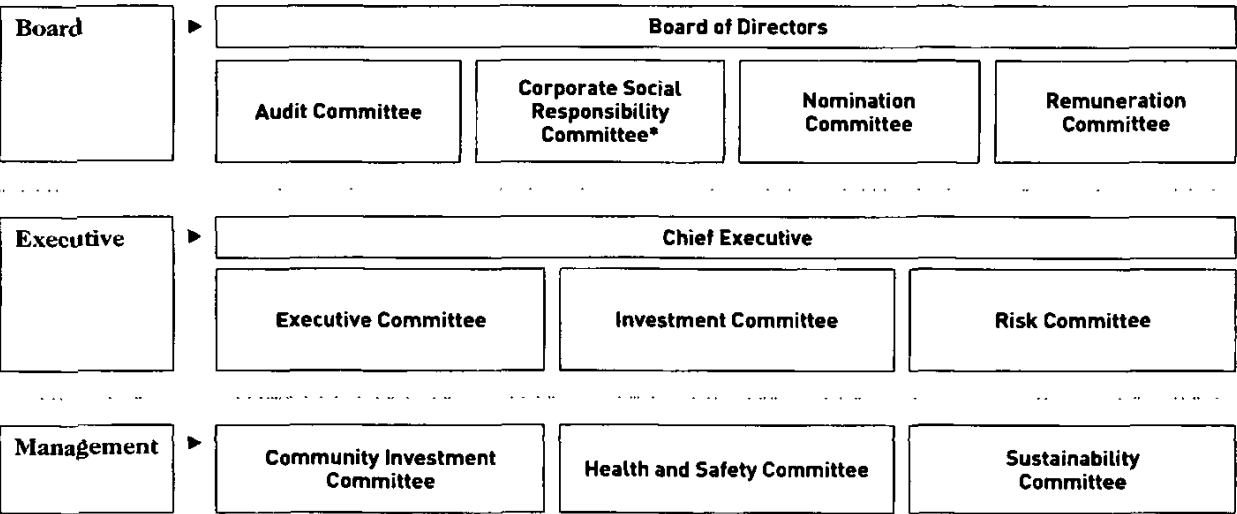 Board
Board of Directors
Audit Committee
Corporate Social
Responsibility
Committee*
Nomination
Committee
Remuneration
Committee
Executive
Chief Executive
Executive Committee
Investment Committee
Risk Committee
Management
Community Investment
Committee
Health and Safety Committee
Sustainability
Committee